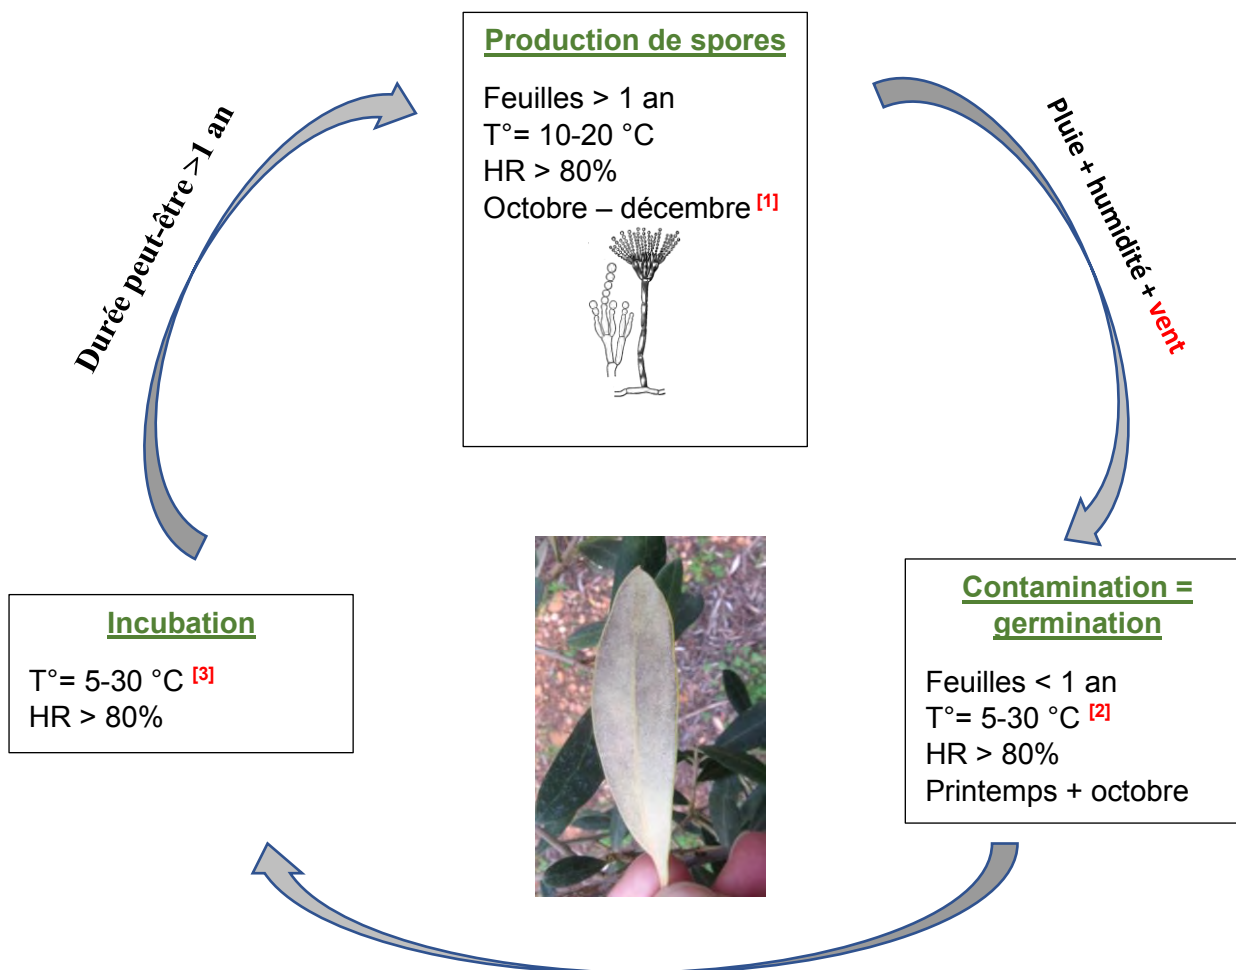 Production de spores
Feuilles > 1 an
T°= 10-20 °C
HR > 80%
Octobre – décembre [1]
Pluie + humidité + vent
Contamination =
germination
Feuilles < 1 an
T°= 5-30 °C [2]
HR > 80%
Printemps + octobre
Incubation
T°= 5-30 °C [3]
HR > 80%
Durée peut-être >1 an